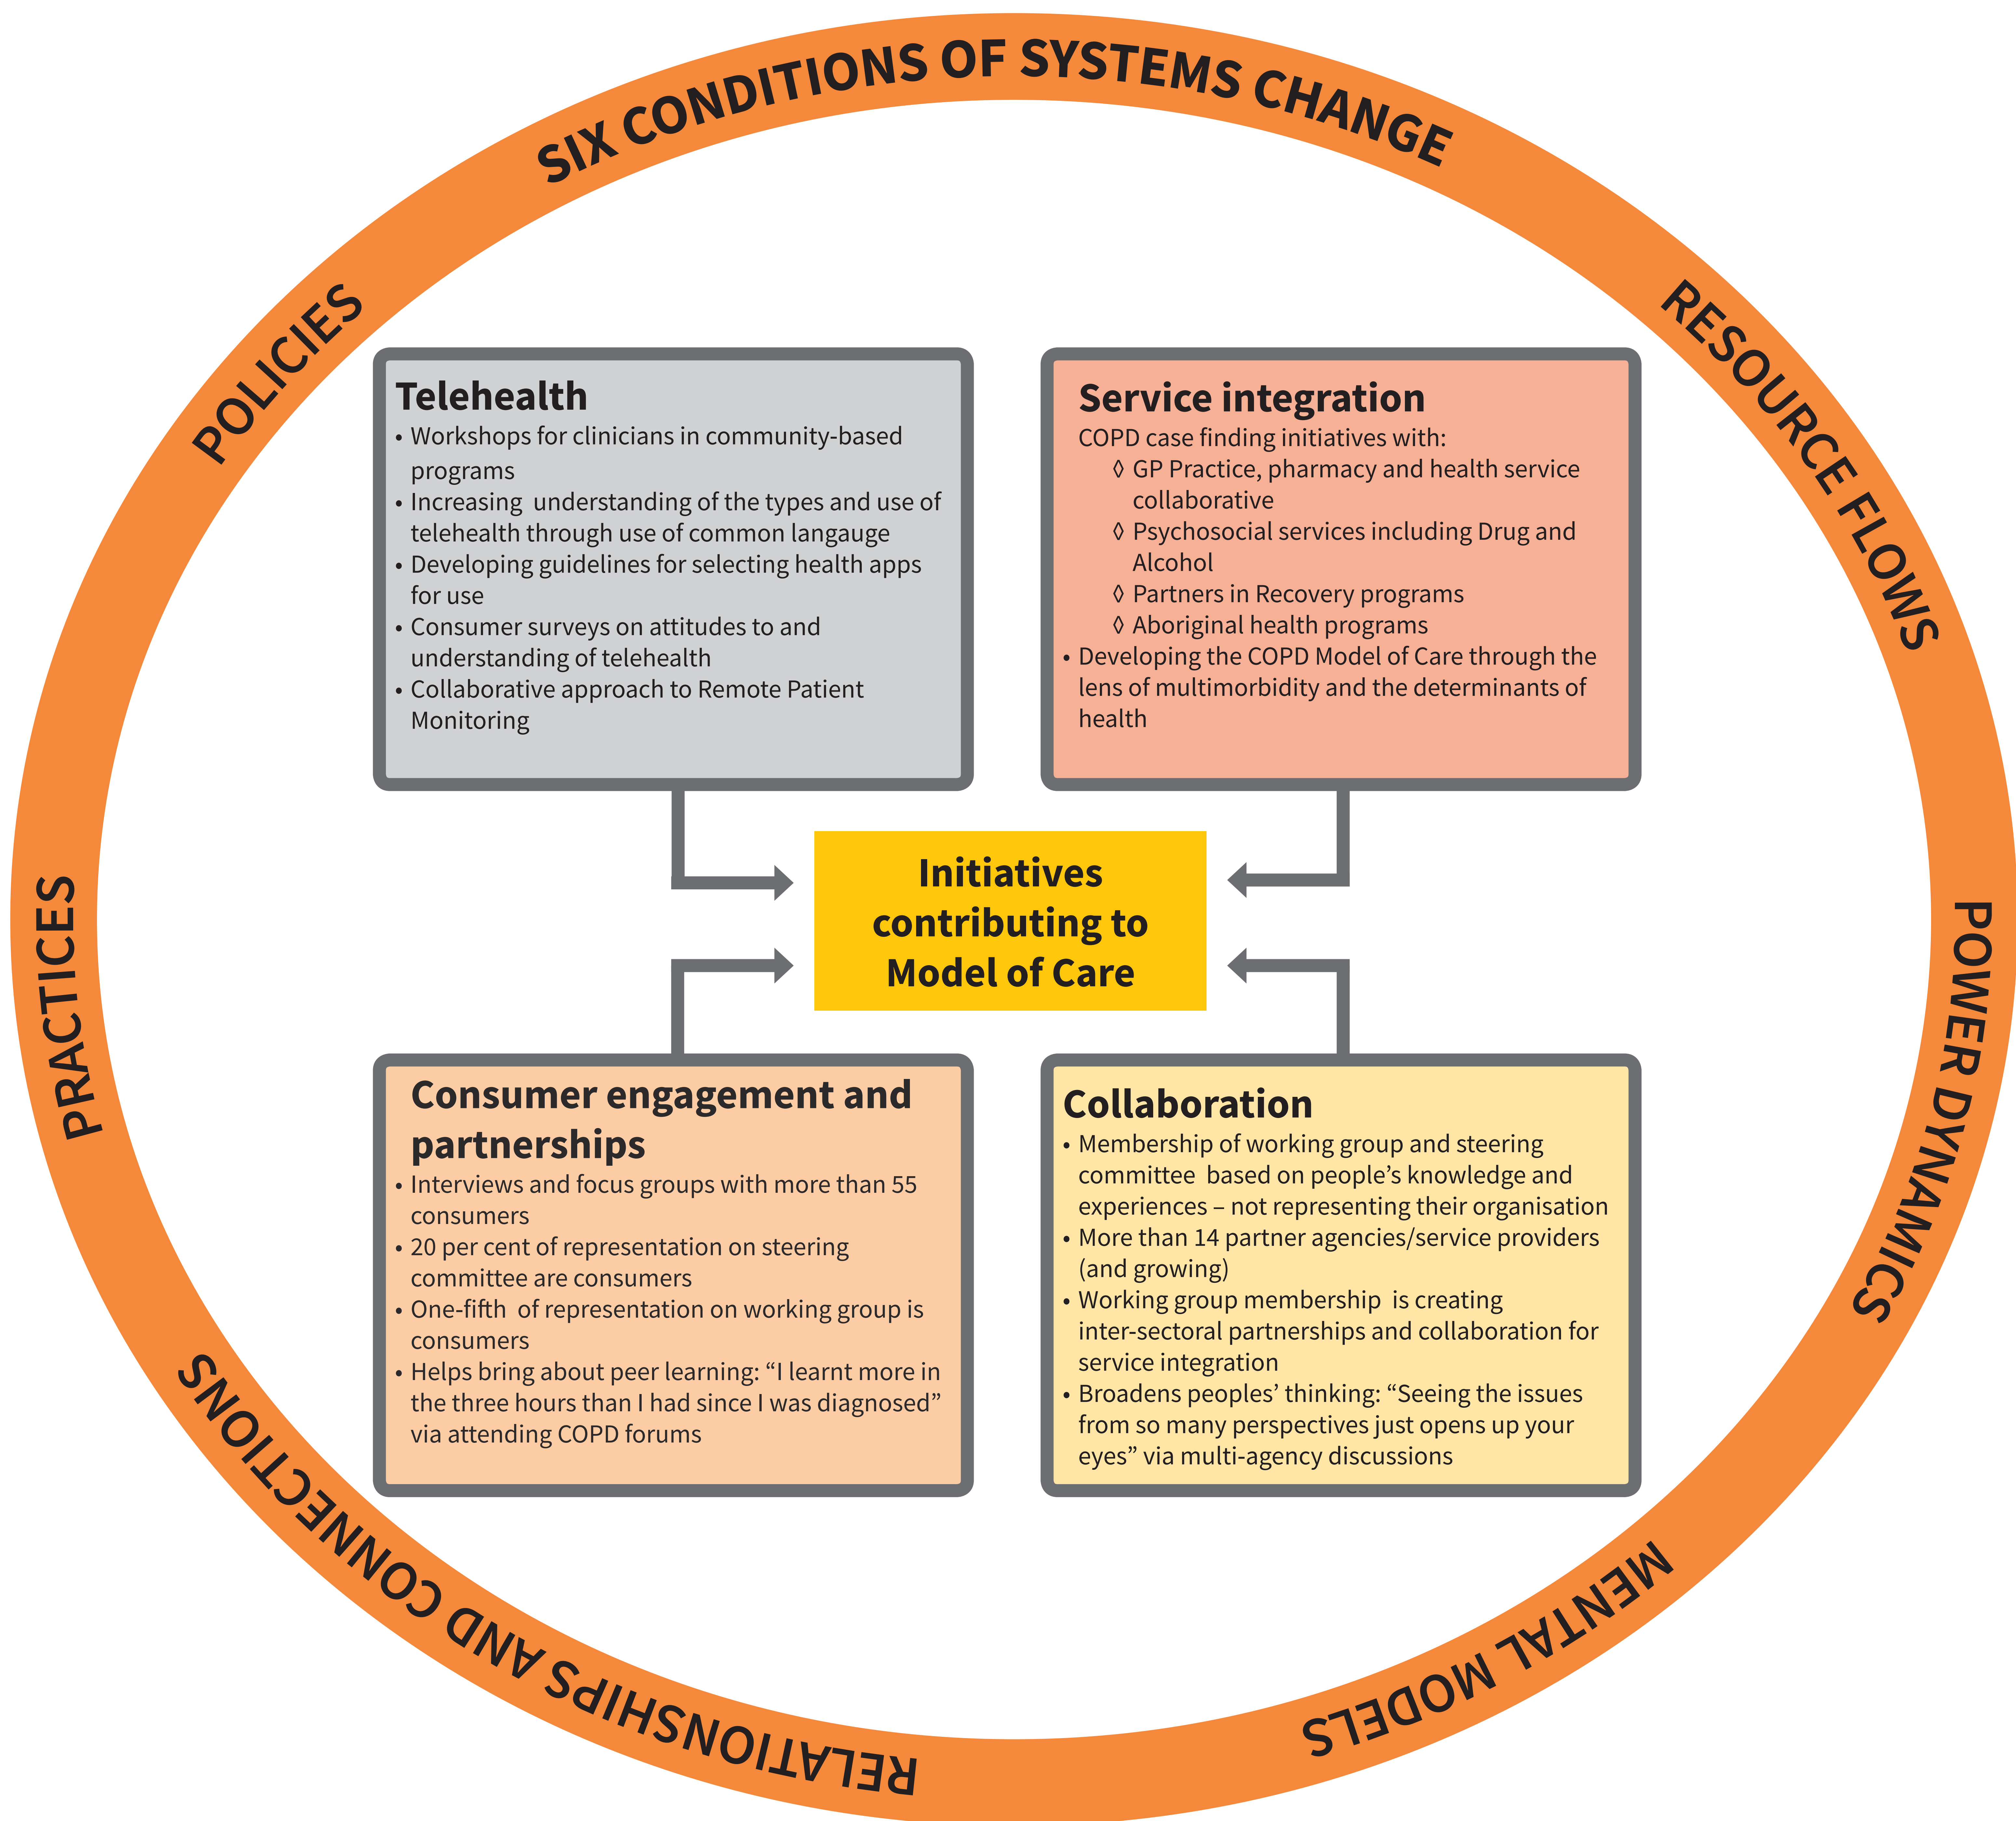 SIX CONDITIONS OF SYSTEMS CHANGE
POLICIES
RESOURCE FLOWS
Telehealth
• Workshops for clinicians in community-based
programs
• Increasing  understanding of the types and use of
telehealth through use of common langauge
• Developing guidelines for selecting health apps
for use
• Consumer surveys on attitudes to and
understanding of telehealth
• Collaborative approach to Remote Patient
Monitoring
Service integration
COPD case finding initiatives with:
◊ GP Practice, pharmacy and health service
collaborative
◊ Psychosocial services including Drug and
Alcohol
◊ Partners in Recovery programs
◊ Aboriginal health programs
• Developing the COPD Model of Care through the
lens of multimorbidity and the determinants of
health
Initiatives
contributing to
Model of Care
PRACTICES
POWER DYNAMICS
Consumer engagement and
partnerships
• Interviews and focus groups with more than 55
consumers
• 20 per cent of representation on steering
committee are consumers
• One-fifth  of representation on working group is
consumers
• Helps bring about peer learning: “I learnt more in
the three hours than I had since I was diagnosed”
via attending COPD forums
Collaboration
• Membership of working group and steering
committee  based on people’s knowledge and
experiences – not representing their organisation
• More than 14 partner agencies/service providers
(and growing)
• Working group membership  is creating
inter-sectoral partnerships and collaboration for
service integration
• Broadens peoples’ thinking: “Seeing the issues
from so many perspectives just opens up your
eyes” via multi-agency discussions
RELATIONSHIPS AND CONNECTIONS
MENTAL MODELS